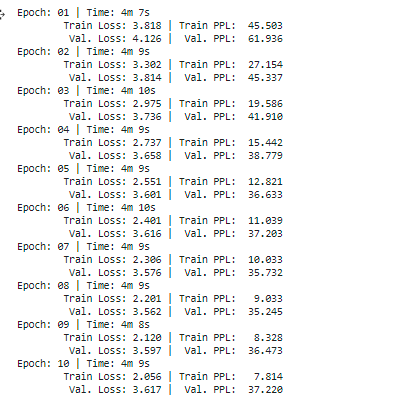 Epoch: 01 | Time: 4m 7s
Train Loss: 3.818 | Train PPL: 45.503
Val. Loss: 4.126 | Val. PPL: 61.936
Epoch: 02 | Time: 4m 9s
Train Loss: 3.302 | Train PPL: 27.154
Val. Loss: 3.814 | Val. PPL: 45.337
Epoch: 03 | Time: 4m 10s
Train Loss: 2.975 | Train PPL: 19.586
Val. Loss: 3.736 | Val. PPL: 41.910
Epoch: 04 | Time: 4m 9s
Train Loss: 2.737 | Train PPL: 15.442
Val. Loss: 3.658 | Val. PPL: 38.779
Epoch: 05 | Time: 4m 9s
Train Loss: 2.551 | Train PPL: 12.821
Val. Loss: 3.601 | Val. PPL: 36.633
Epoch: 06 | Time: 4m 10s
Train Loss: 2.401 | Train PPL: 11.039
Val. Loss: 3.616 | Val. PPL: 37.203
Epoch: 07 | Time: 4m 9s
Train Loss: 2.306 | Train PPL: 10.033
Val. Loss: 3.576 | Val. PPL: 35.732
Epoch: 08 | Time: 4m 9s
Train Loss: 2.201 | Train PPL: 9.033
Val. Loss: 3.562 | Val. PPL: 35.245
Epoch: 09 | Time: 4m 8s
Train Loss: 2.120 | Train PPL: 8.328
Val. Loss: 3.597 | Val. PPL: 36.473
Epoch: 10 | Time: 4m 9s
Train Loss: 2.056 | Train PPL: 7.814
Val. Loss: 3.617 | Val. PPL: 37.220